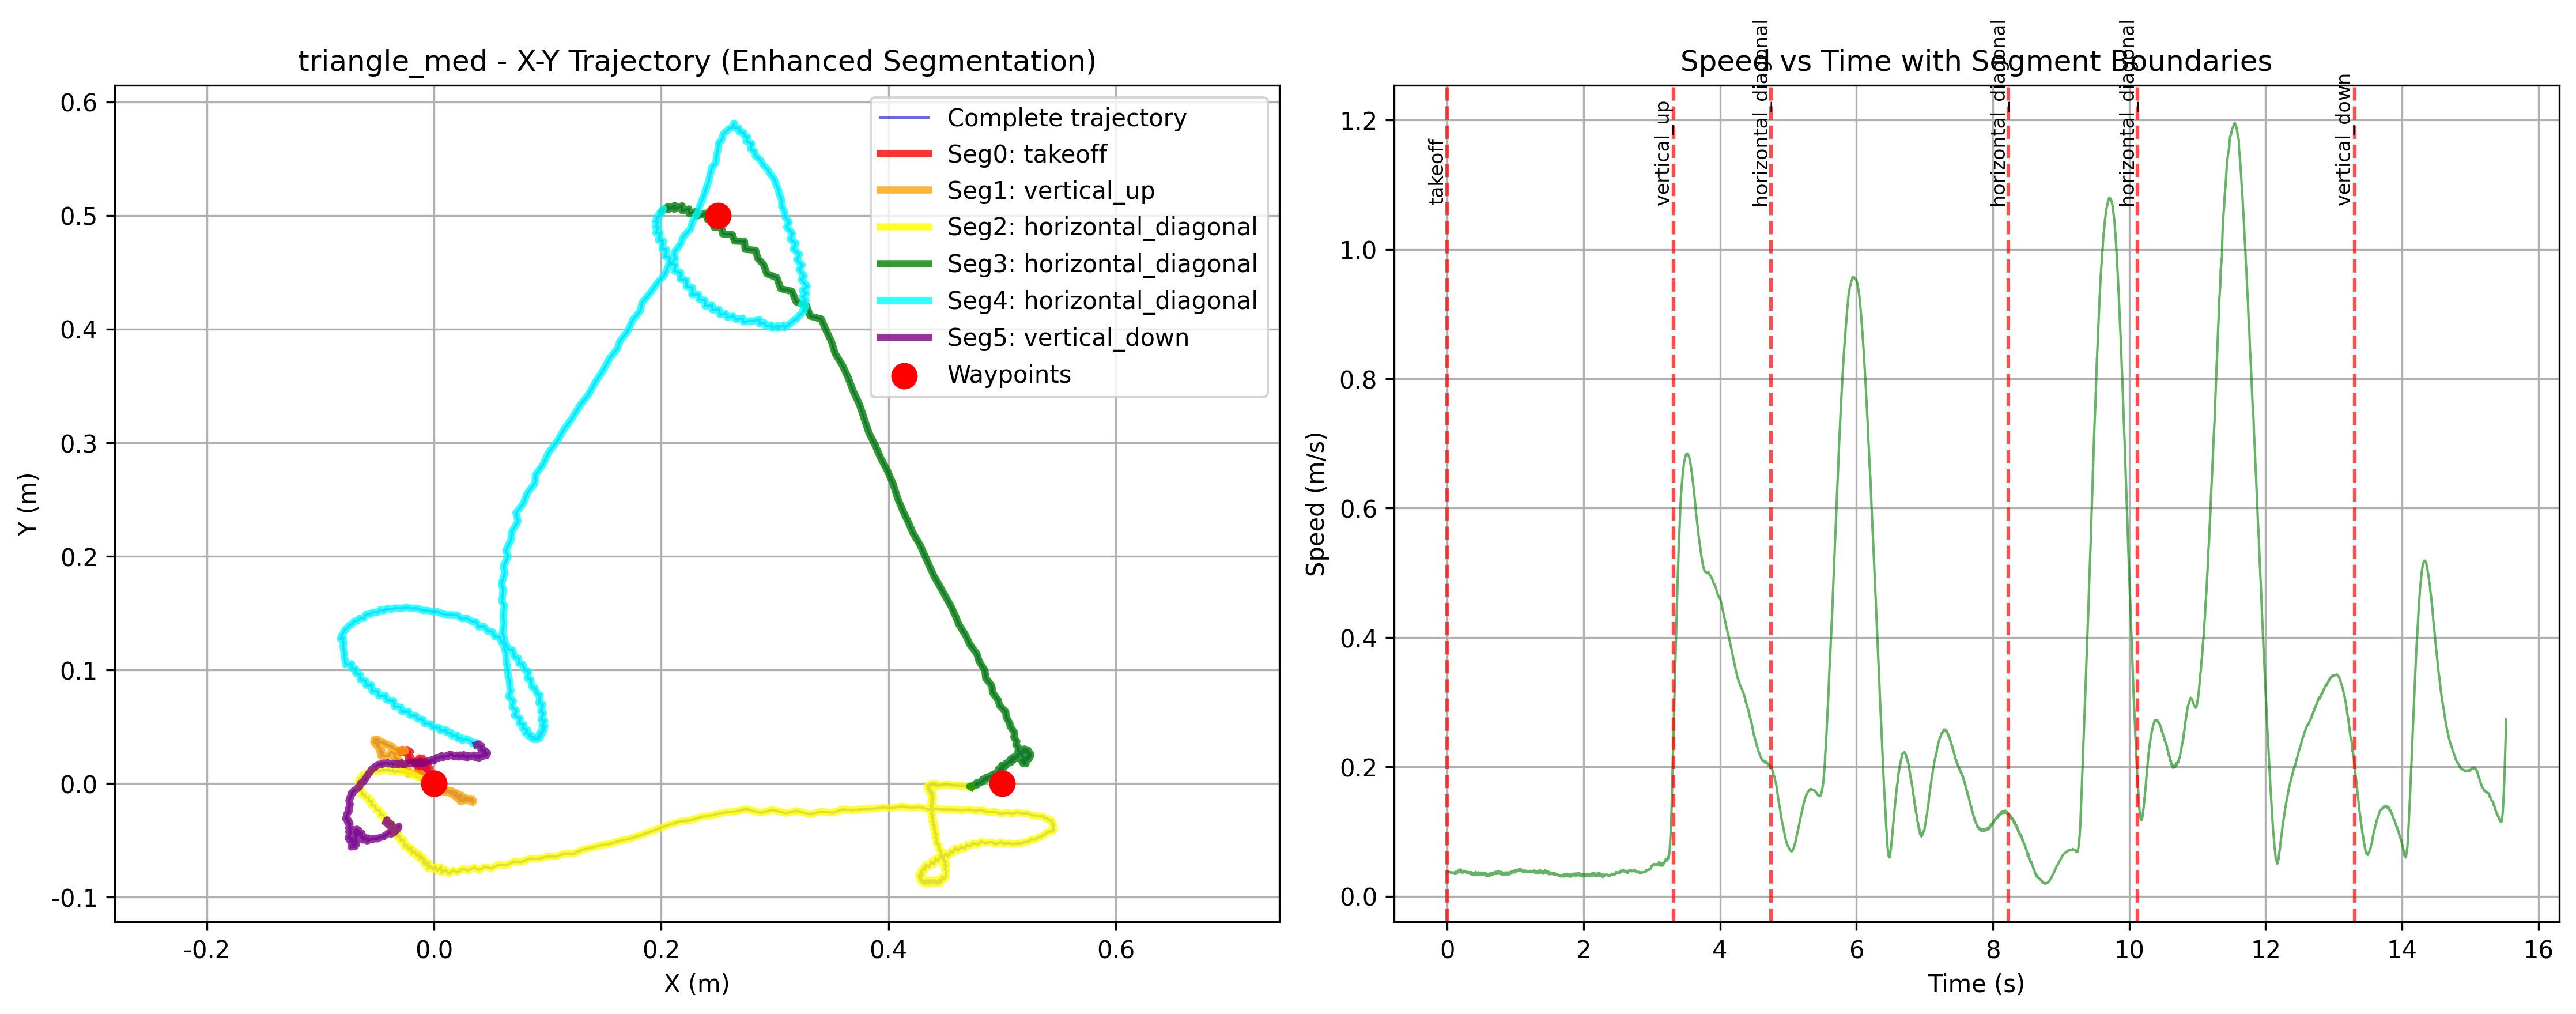 triangle_med - X-Y Trajectory (Enhanced Segmentation)
Y (m)
0.6
0.5
0.4
0.3
0.2
0.1
0.0
-0.1
Complete trajectory
Seg0: takeoff
Seg1: vertical_up
Seg2: horizontal_diagonal
Seg3: horizontal_diagonal
Seg4: horizontal_diagonal
Seg5: vertical_down
Waypoints
-0.2
0.0
0.2
0.4
0.6
X (m)
Speed vs Time with Segment Boundaries
Speed (m/s)
1.2
1.0
0.8
0.6
0.4
0.2
0.0
takeoff
vertical_up
horizontal_diagonal
horizontal_diagonal
horizontal_diagonal
vertical_down
0
2
4
6
8
10
12
14
16
Time (s)